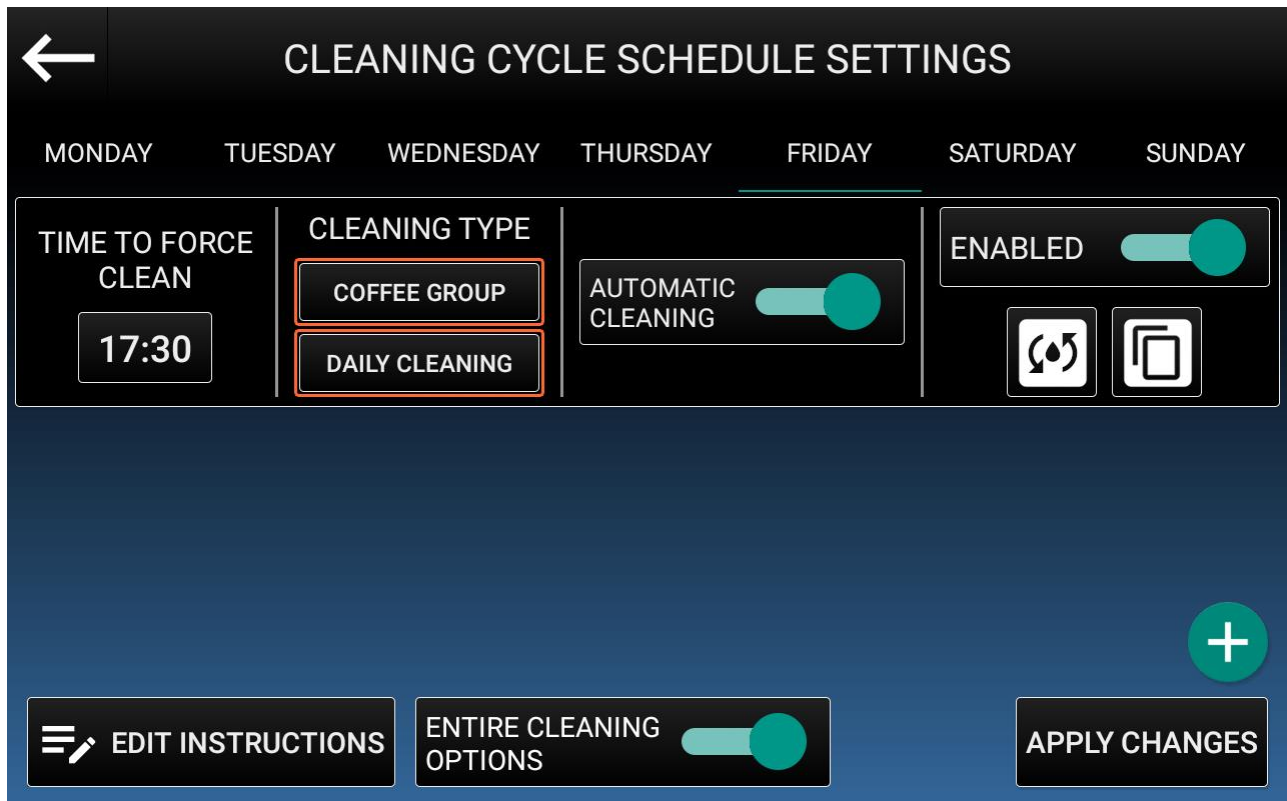 CLEANING CYCLE SCHEDULE SETTINGS
MONDAY TUESDAY WEDNESDAY THURSDAY FRIDAY SATURDAY SUNDAY
TIME TO FORCE
CLEAN
17:30
CLEANING TYPE
COFFEE GROUP
DAILY CLEANING
AUTOMATIC
CLEANING
ENABLED
EDIT INSTRUCTIONS
ENTIRE CLEANING
OPTIONS
APPLY CHANGES